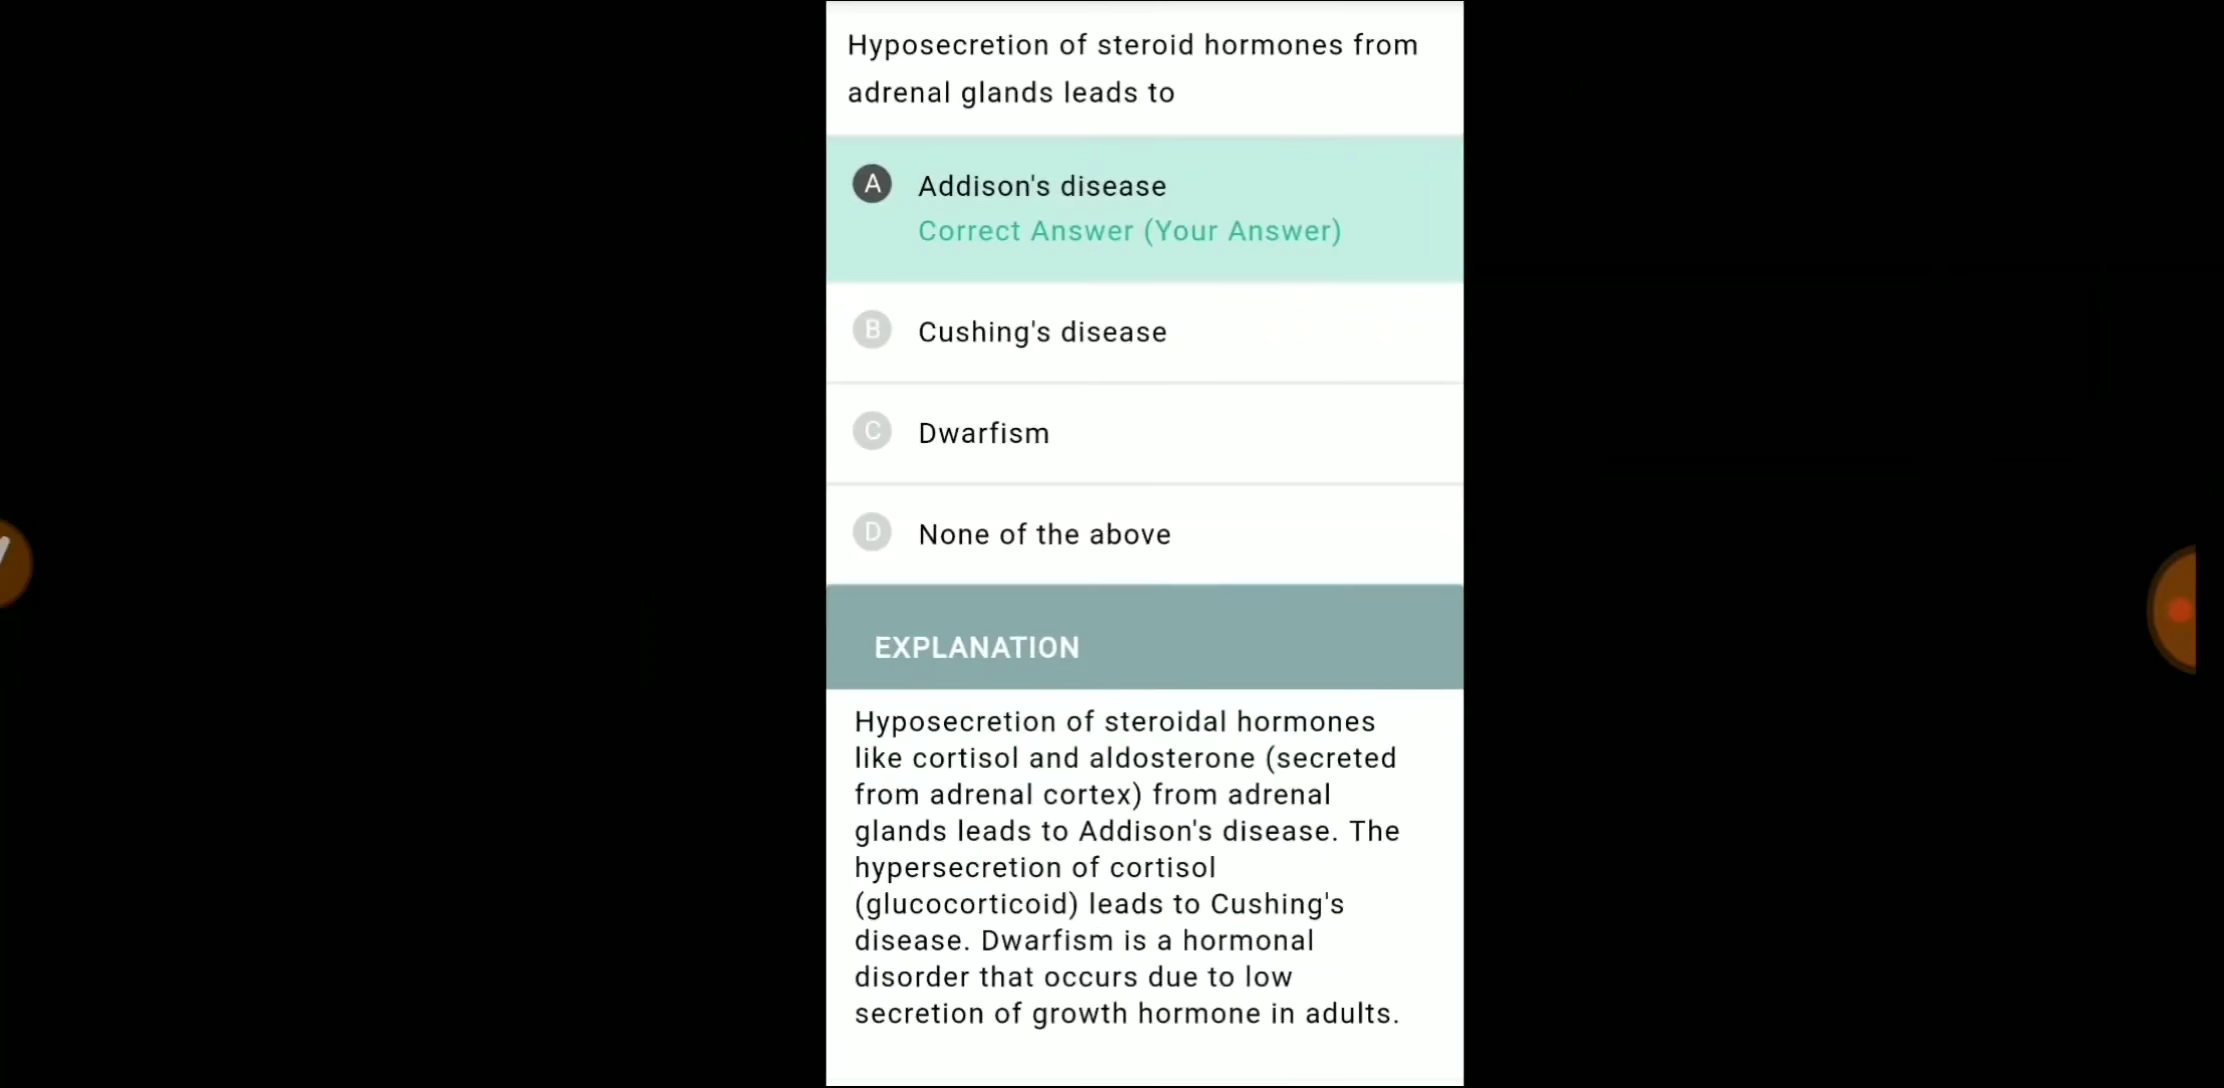 Hyposecretion of steroid hormones from
adrenal glands leads to
A Addison's disease
Correct Answer (Your Answer)
B Cushing's disease
C Dwarfism
D None of the above
EXPLANATION
Hyposecretion of steroidal hormones
like cortisol and aldosterone (secreted
from adrenal cortex) from adrenal
glands leads to Addison's disease. The
hypersecretion of cortisol
(glucocorticoid) leads to Cushing's
disease. Dwarfism is a hormonal
disorder that occurs due to low
secretion of growth hormone in adults.